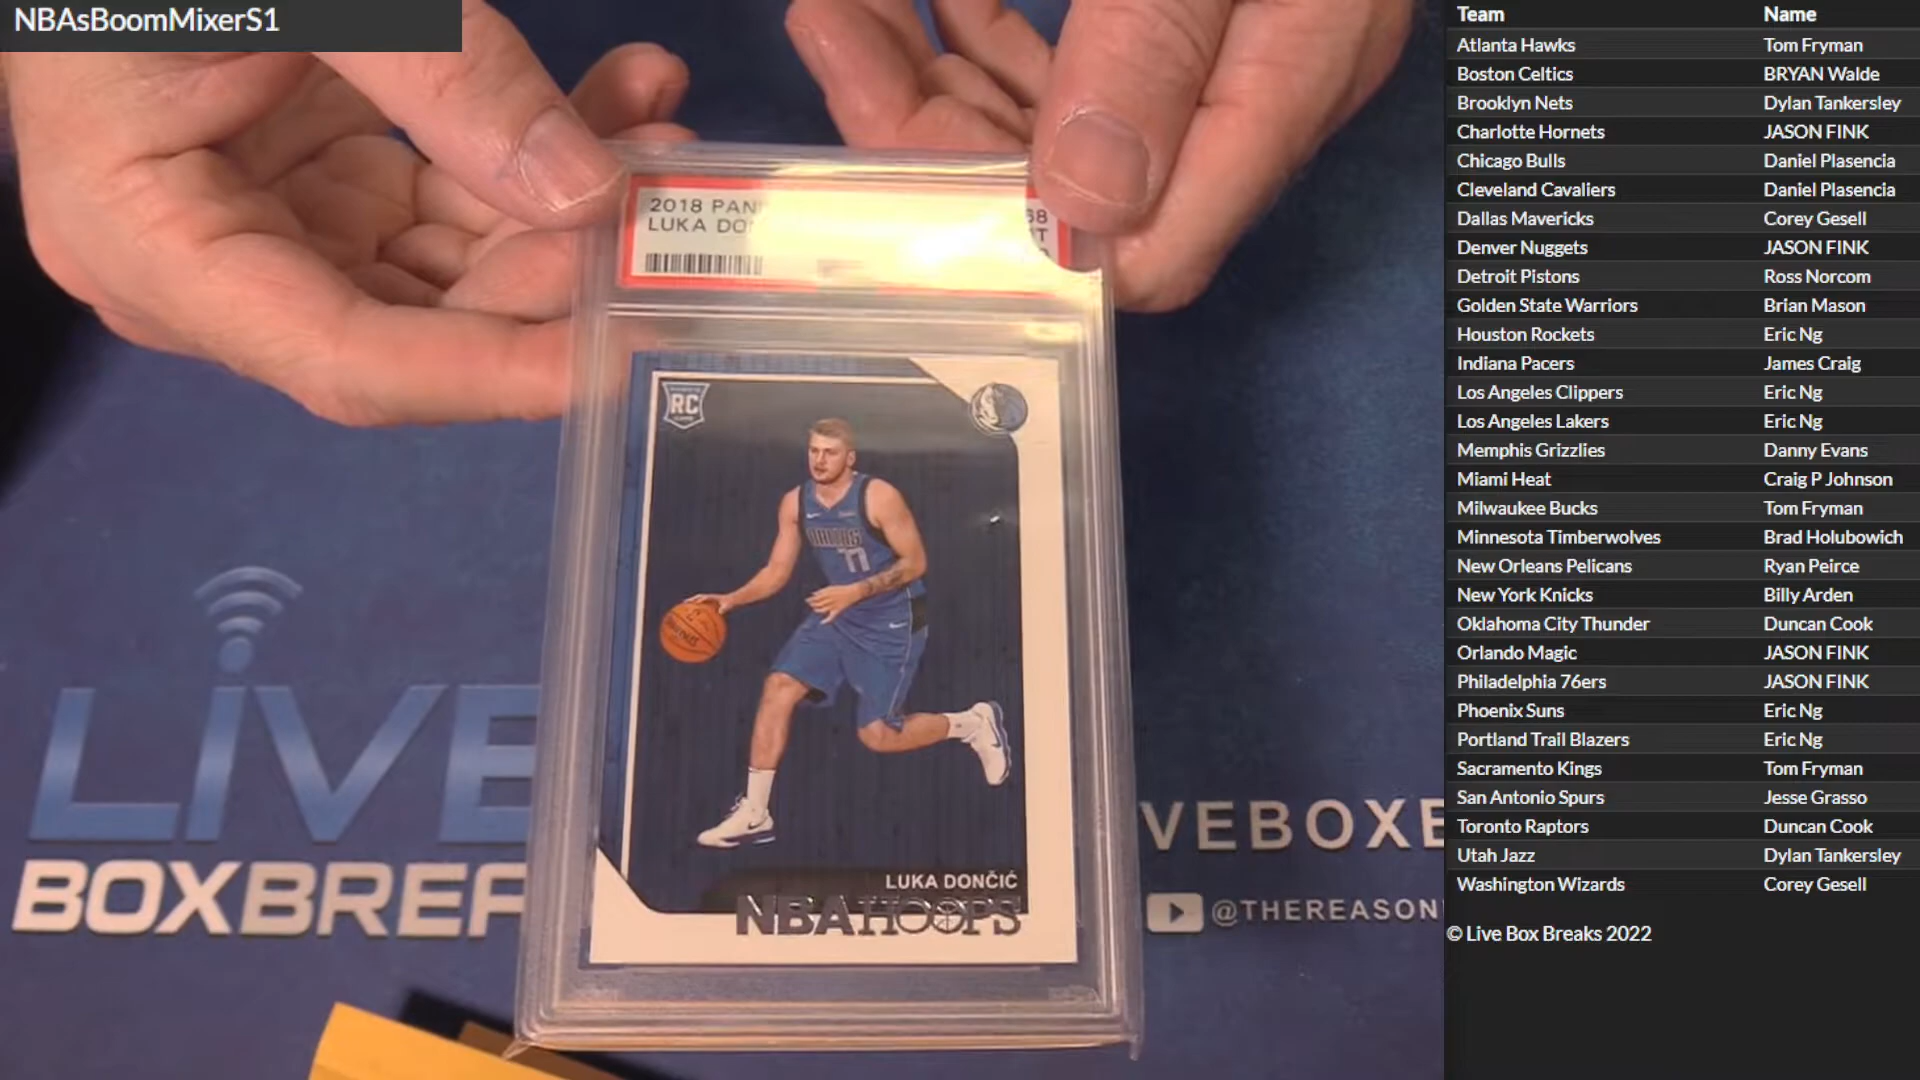 NBAsBoomMixerS1
2018 PAN
LUKA DO
68
RC
DALLAS
77
LUKA DONČIĆ
NBA HOOPS
LIVE
BOXBREA
VEBOXB
@THEREASON
Team Name
Atlanta Hawks Tom Fryman
Boston Celtics BRYAN Walde
Brooklyn Nets Dylan Tankersley
Charlotte Hornets JASON FINK
Chicago Bulls Daniel Plasencia
Cleveland Cavaliers Daniel Plasencia
Dallas Mavericks Corey Gesell
Denver Nuggets JASON FINK
Detroit Pistons Ross Norcom
Golden State Warriors Brian Mason
Houston Rockets Eric Ng
Indiana Pacers James Craig
Los Angeles Clippers Eric Ng
Los Angeles Lakers Eric Ng
Memphis Grizzlies Danny Evans
Miami Heat Craig P Johnson
Milwaukee Bucks Tom Fryman
Minnesota Timberwolves Brad Holubowich
New Orleans Pelicans Ryan Peirce
New York Knicks Billy Arden
Oklahoma City Thunder Duncan Cook
Orlando Magic JASON FINK
Philadelphia 76ers JASON FINK
Phoenix Suns Eric Ng
Portland Trail Blazers Eric Ng
Sacramento Kings Tom Fryman
San Antonio Spurs Jesse Grasso
Toronto Raptors Duncan Cook
Utah Jazz Dylan Tankersley
Washington Wizards Corey Gesell
© Live Box Breaks 2022